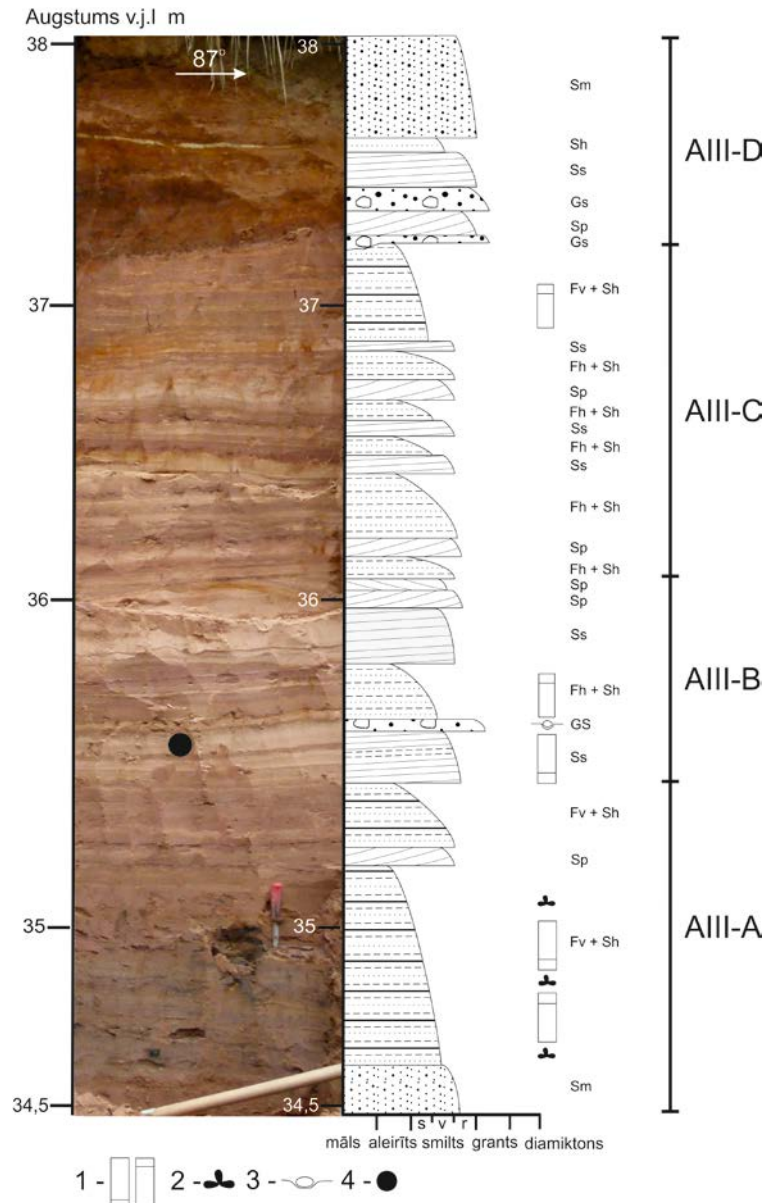 Augstums v.j.l m
38
87°
38
Sm
AIII-D
Sh
Ss
Gs
Sp
Gs
37
37
Fv + Sh
Ss
Fh + Sh
AIII-C
Sp
Fh + Sh
Ss
Fh + Sh
Ss
Fh + Sh
Sp
Fh + Sh
36
36
Sp
Sp
Ss
AIII-B
Fh + Sh
GS
Ss
Fv + Sh
Sp
35
35
Fv + Sh
AIII-A
Sm
34,5
34,5
s v r
māls aleirīts smilts grants diamiktons
1 - 2 - 3 - 4 -